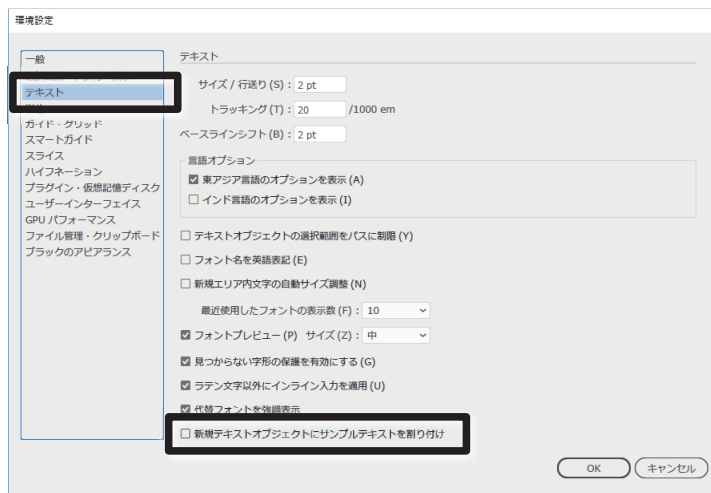 環境設定
一般
テキスト
ガイド・グリッド
スマートガイド
スライス
ハイフネーション
プラグイン・仮想記憶ディスク
ユーザーインターフェイス
GPU パフォーマンス
ファイル管理・クリップボード
ブラックのアピアランス
テキスト
サイズ / 行送り (S) : 2 pt
トラッキング (T) : 20 /1000 em
ベースラインシフト (B) : 2 pt
言語オプション
東アジア言語のオプションを表示 (A)
インド言語のオプションを表示 (I)
テキストオブジェクトの選択範囲をパスに制限 (Y)
フォント名を英語表記 (E)
新規エリア内文字の自動サイズ調整 (N)
最近使用したフォントの表示数 (F) : 10
フォントプレビュー (P) サイズ (Z) : 中
見つからない字形の保護を有効にする (G)
ラテン文字以外にインライン入力を適用 (U)
代替フォントを強調表示
新規テキストオブジェクトにサンプルテキストを割り付け
OK キャンセル